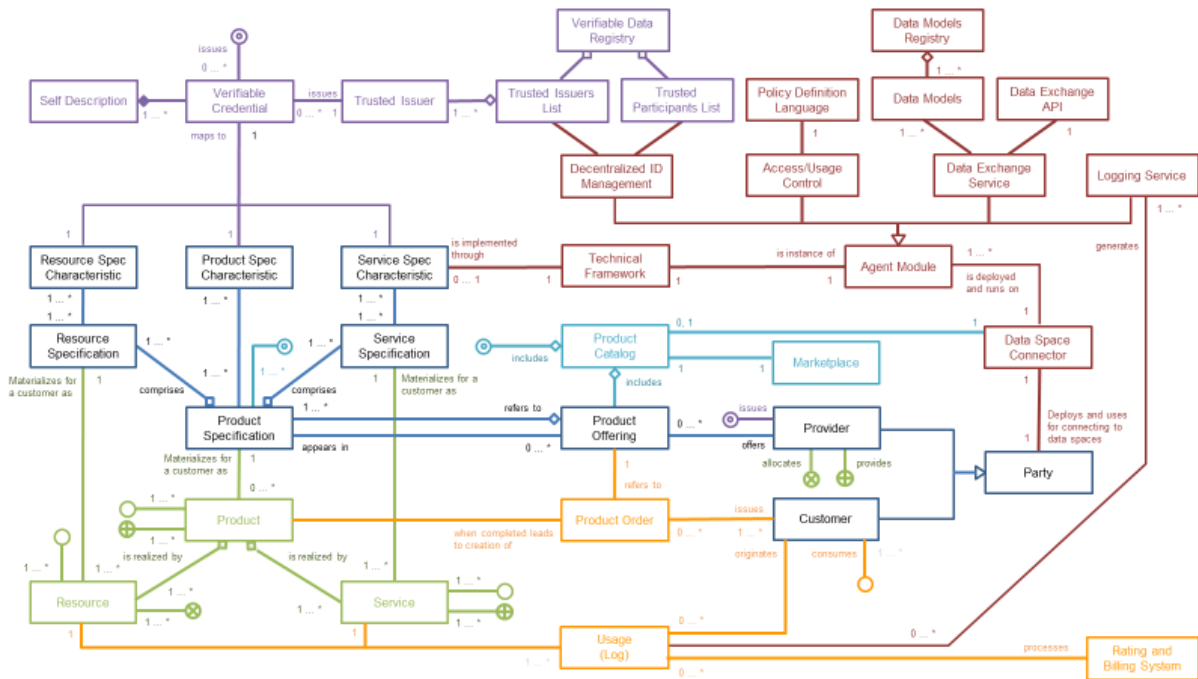 Verifiable Data
Registry
Data Models
Registry
issues
0 ... *
1 ... *
Self Description
Verifiable
Credential
issues
Trusted Issuer
Trusted Issuers
List
Trusted
Participants List
Policy Definition
Language
Data Models
Data Exchange
API
1 ... *
0 ... *
1
1 ... *
maps to
1
1
1 ... *
1
Decentralized ID
Management
Access/Usage
Control
Data Exchange
Service
Logging Service
1 ... *
1
1
1
is implemented
through
generates
Resource Spec
Characteristic
Product Spec
Characteristic
Service Spec
Characteristic
Technical
Framework
is instance of
Agent Module
1 ... *
0 ... 1
1
1
1
is deployed
and runs on
1 ... *
1 ... *
1 ... *
1 ... *
1 ... *
0, 1
1
1
Resource
Specification
1 ... *
1 ... *
Service
Specification
Product
Catalog
Marketplace
Data Space
Connector
includes
1
1
Materializes for
a customer as
1
1 ... *
1 ... *
1
Materializes for a
customer as
1
comprises
comprises
includes
Product
Specification
1 ... *
refers to
Product
Offering
0 ... *
issues
Provider
Deploys and uses
for connecting to
data spaces
appears in
0 ... *
0 ... *
offers
1
Materializes for
a customer as
1
1
allocates
provides
Party
0 ... *
refers to
1 ... *
Product
Product Order
issues
Customer
1 ... *
when completed leads
to creation of
0 ... *
1 ... *
is realized by
is realized by
originates
consumes
1 ... *
1 ... *
1 ... *
1 ... *
1 ... *
1 ... *
Resource
1 ... *
1 ... *
Service
1 ... *
1
1
0 ... *
Usage
(Log)
0 ... *
1 ... *
0 ... *
processes
Rating and
Billing System